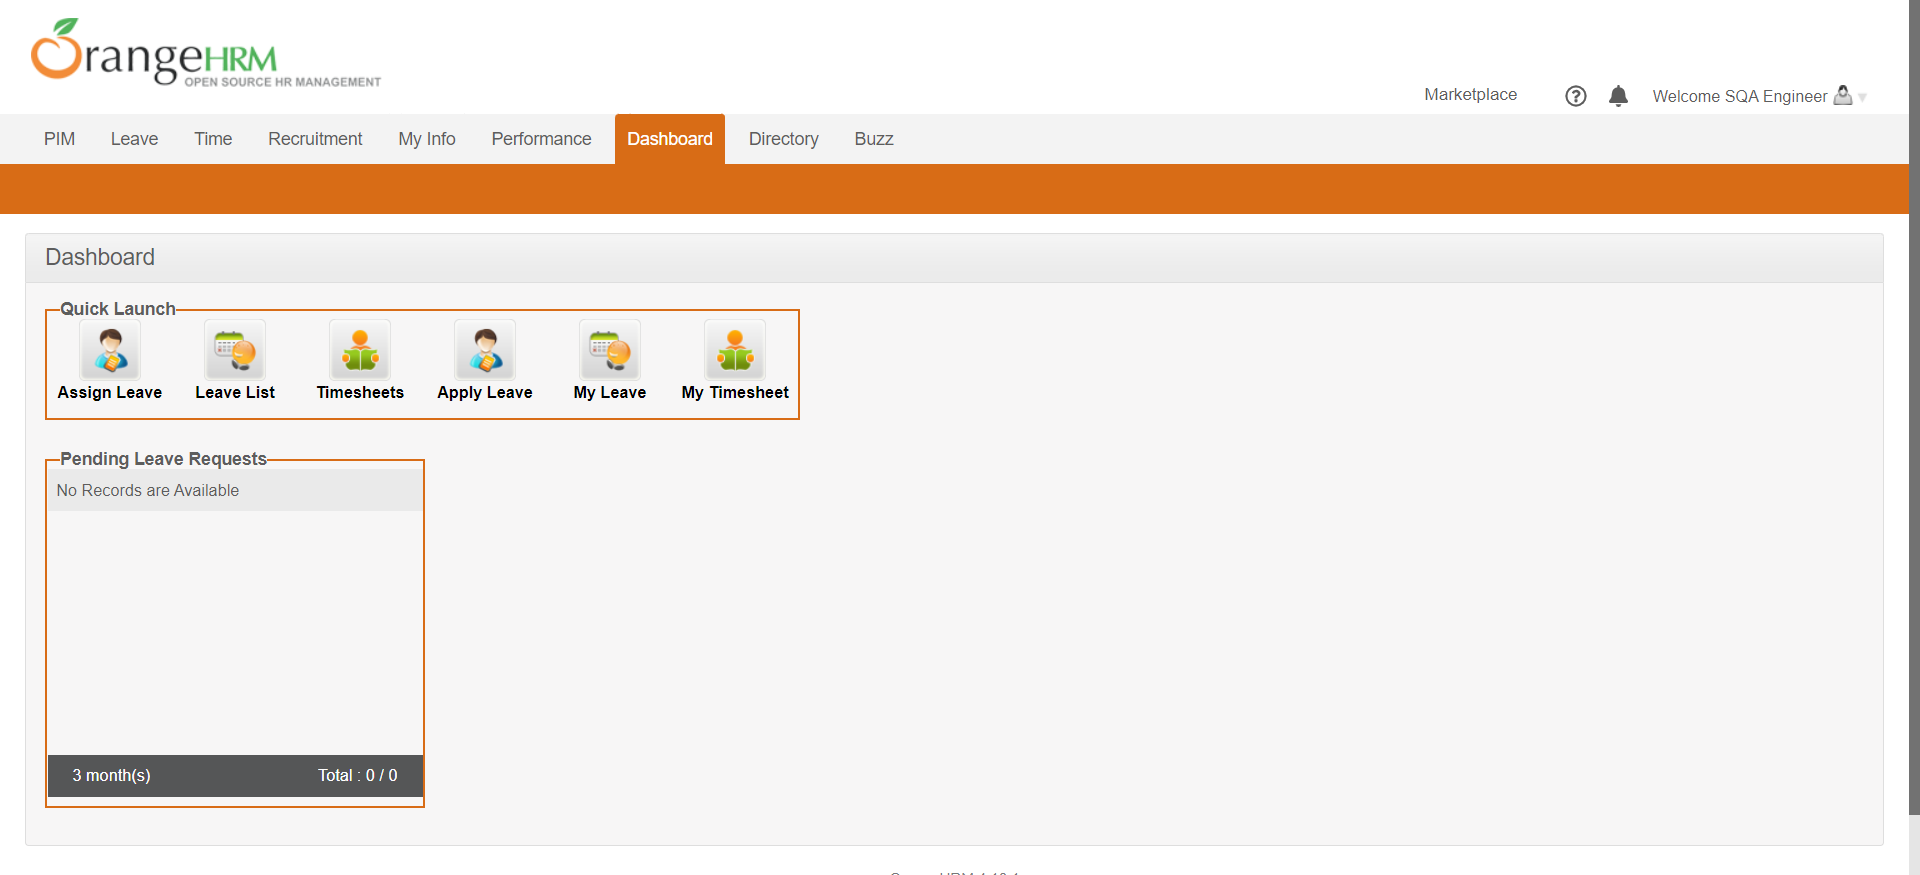 OrangeHRM
OPEN SOURCE HR MANAGEMENT
Marketplace
Welcome SQA Engineer
PIM
Leave
Time
Recruitment
My Info
Performance
Dashboard
Directory
Buzz
Dashboard
Quick Launch
Assign Leave
Leave List
Timesheets
Apply Leave
My Leave
My Timesheet
Pending Leave Requests
No Records are Available
3 month(s)
Total : 0 / 0